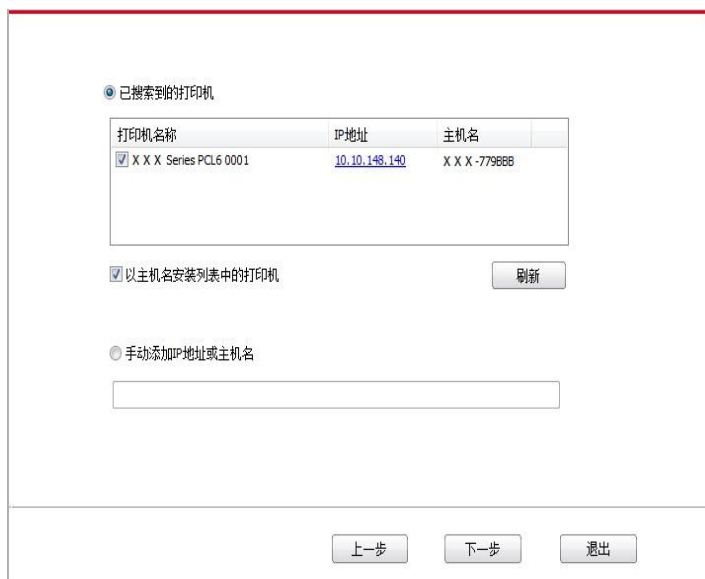 已搜索到的打印机
打印机名称 IP地址 主机名
X X X Series PCL6 0001 10.10.148.140 X X X -779BBB
以主机名安装列表中的打印机 刷新
手动添加IP地址或主机名
上一步 下一步 退出